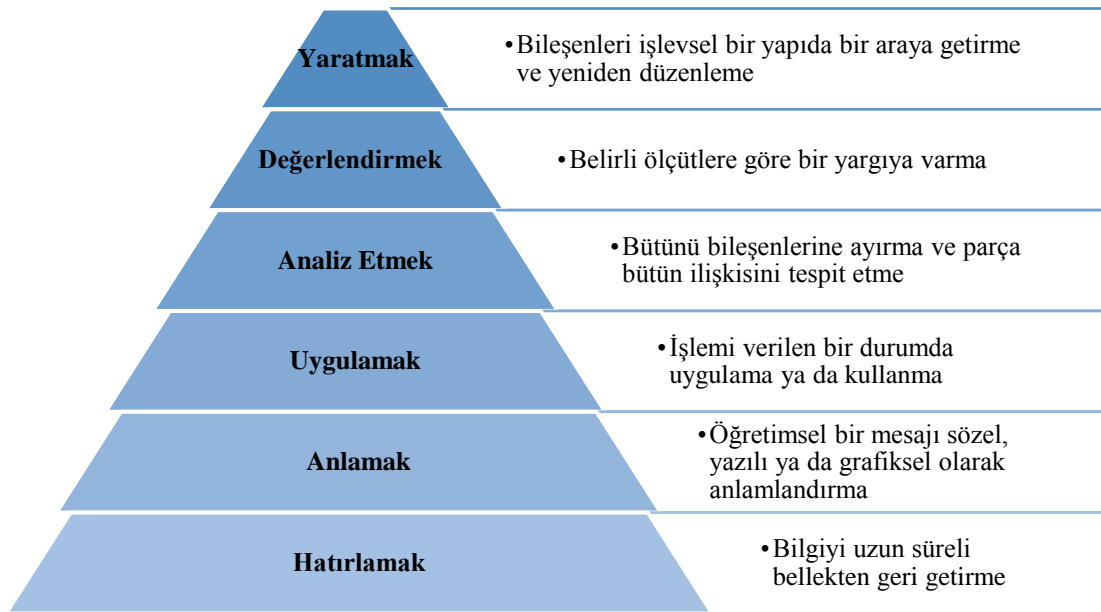 Yaratmak
•Bileşenleri işlevsel bir yapıda bir araya getirme
ve yeniden düzenleme
Değerlendirmek
•Belirli ölçütlere göre bir yargıya varma
Analiz Etmek
•Bütünü bileşenlerine ayırma ve parça
bütün ilişkisini tespit etme
Uygulamak
•İşlemi verilen bir durumda
uygulama ya da kullanma
Anlamak
•Öğretimsel bir mesajı sözel,
yazılı ya da grafiksel olarak
anlamlandırma
Hatırlamak
•Bilgiyi uzun süreli
bellekten geri getirme